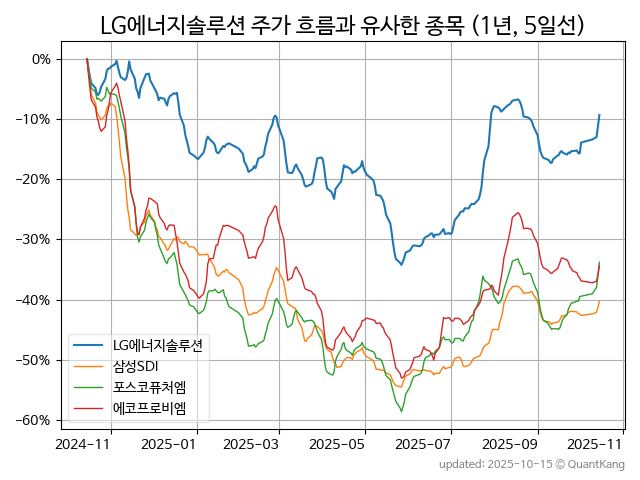 LG에너지솔루션 주가 흐름과 유사한 종목 (1년, 5일선)
0%
−10%
−20%
−30%
−40%
−50%
−60%
LG에너지솔루션
삼성SDI
포스코퓨처엠
에코프로비엠
2024-11 2025-01 2025-03 2025-05 2025-07 2025-09 2025-11
updated: 2025-10-15 © QuantKang